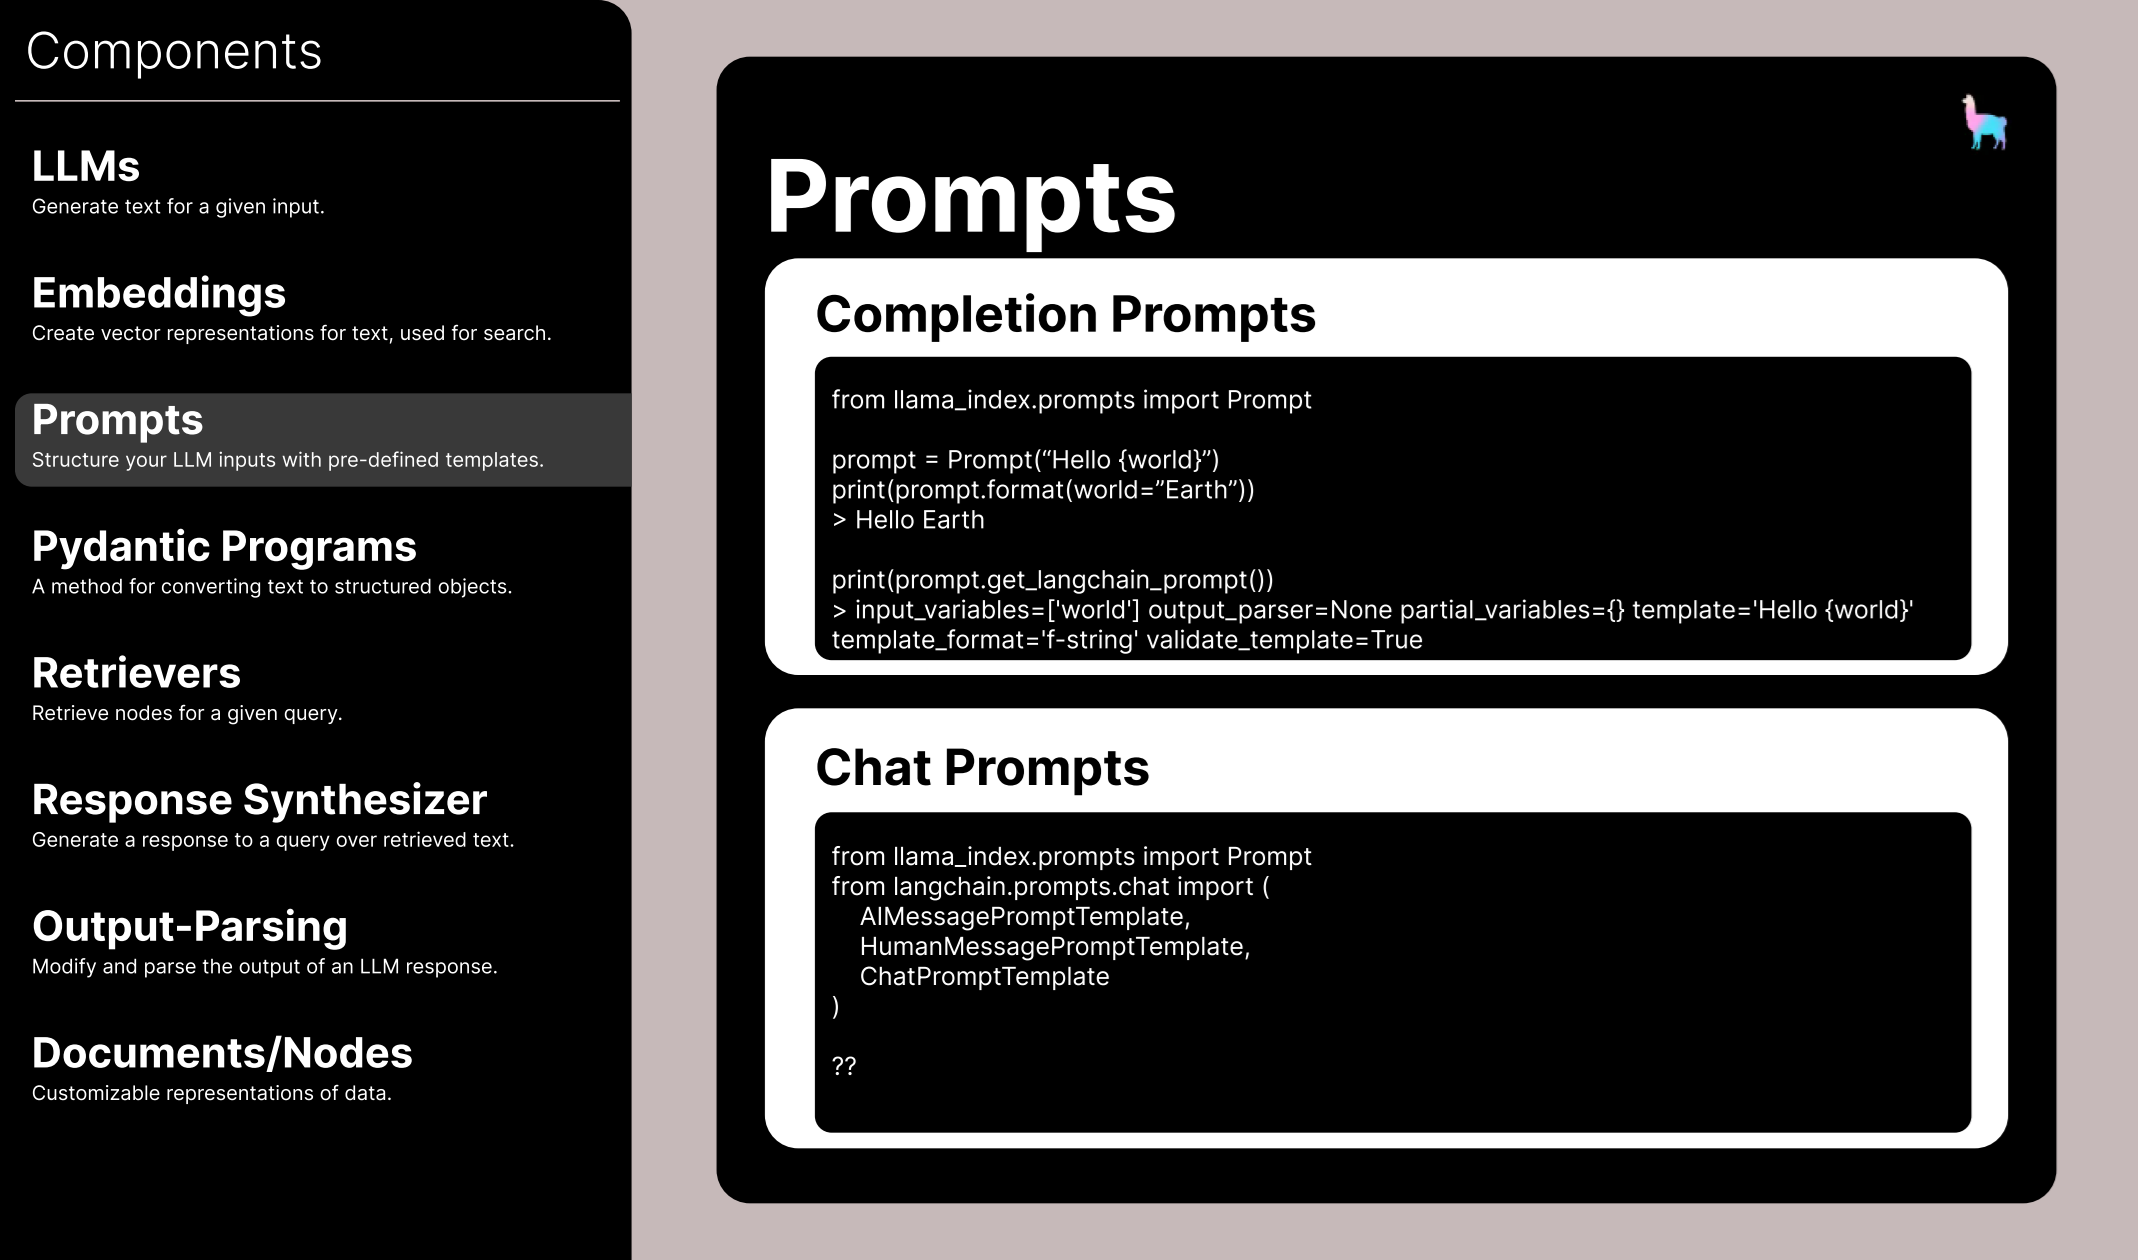 Components
LLMs
Generate text for a given input.
Embeddings
Create vector representations for text, used for search.
Prompts
Structure your LLM inputs with pre-defined templates.
Pydantic Programs
A method for converting text to structured objects.
Retrievers
Retrieve nodes for a given query.
Response Synthesizer
Generate a response to a query over retrieved text.
Output-Parsing
Modify and parse the output of an LLM response.
Documents/Nodes
Customizable representations of data.
Prompts
Completion Prompts
from llama_index.prompts import Prompt
prompt = Prompt(“Hello {world}”)
print(prompt.format(world=”Earth”))
> Hello Earth
print(prompt.get_langchain_prompt())
> input_variables=['world'] output_parser=None partial_variables={} template='Hello {world}'
template_format='f-string' validate_template=True
Chat Prompts
from llama_index.prompts import Prompt
from langchain.prompts.chat import (
    AIMessagePromptTemplate,
    HumanMessagePromptTemplate,
    ChatPromptTemplate
)
??